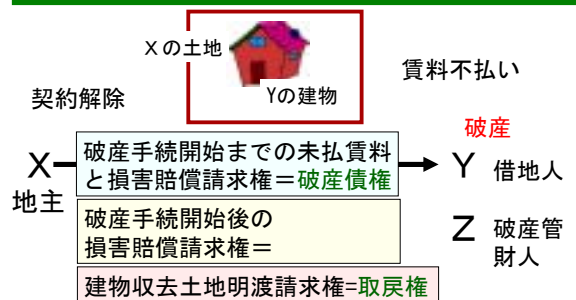 Xの土地
Yの建物
賃料不払い
契約解除
破産
X
地主
破産手続開始までの未払賃料
と損害賠償請求権＝破産債権
Y 借地人
破産手続開始後の
損害賠償請求権＝
Z 破産管
財人
建物収去土地明渡請求権=取戻権